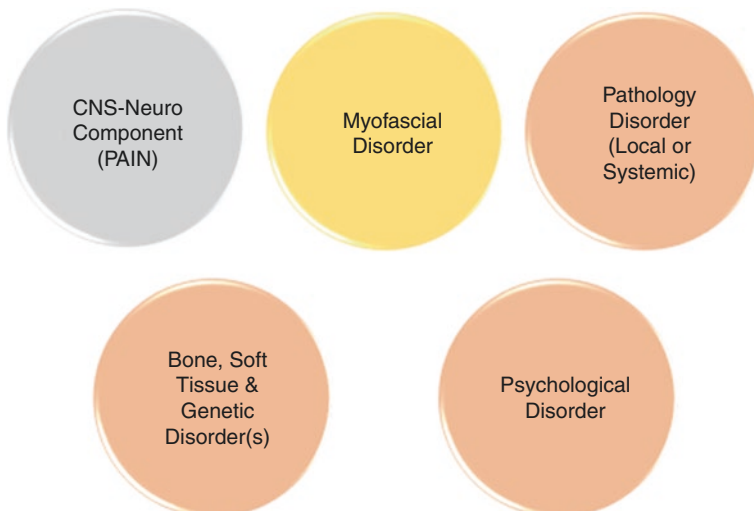 CNS-Neuro
Component
(PAIN)
Myofascial
Disorder
Pathology
Disorder
(Local or
Systemic)
Bone, Soft
Tissue &
Genetic
Disorder(s)
Psychological
Disorder